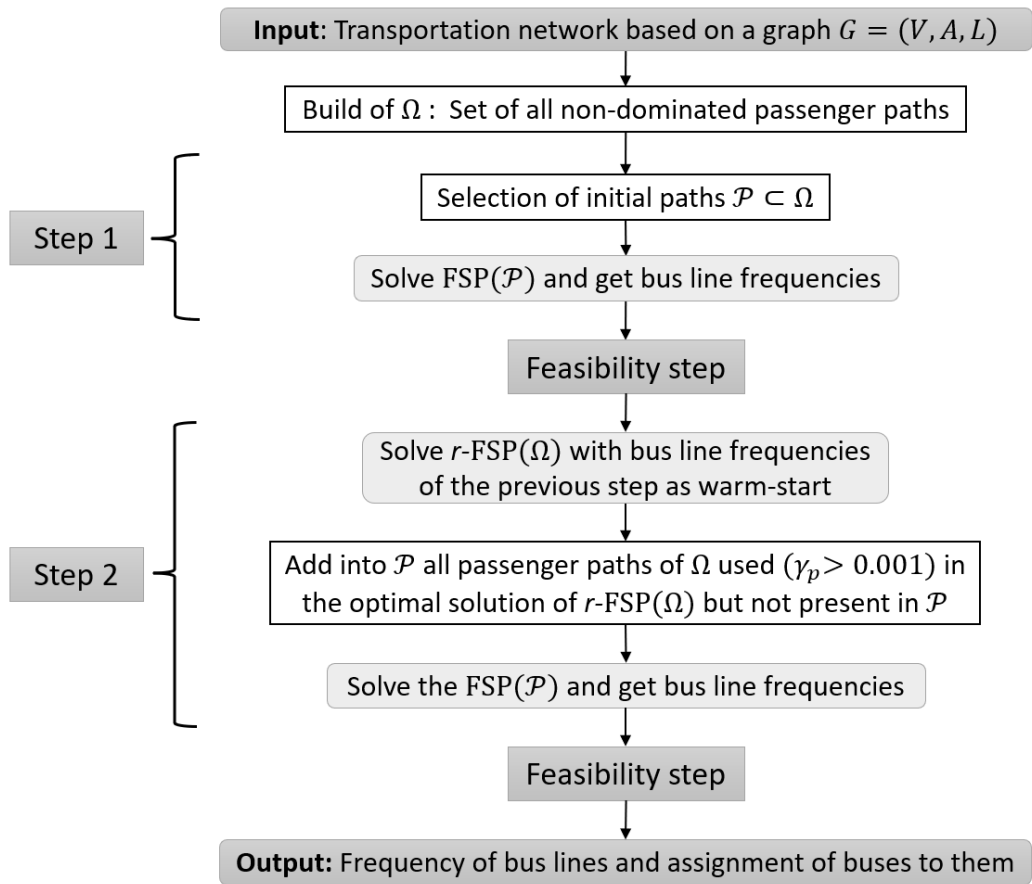 Input: Transportation network based on a graph G = (V, A, L)
Build of Ω : Set of all non-dominated passenger paths
Step 1
Selection of initial paths 𝒫 ⊂ Ω
Solve FSP(𝒫) and get bus line frequencies
Feasibility step
Step 2
Solve r-FSP(Ω) with bus line frequencies
of the previous step as warm-start
Add into 𝒫 all passenger paths of Ω used (γₚ> 0.001) in
the optimal solution of r-FSP(Ω) but not present in 𝒫
Solve the FSP(𝒫) and get bus line frequencies
Feasibility step
Output: Frequency of bus lines and assignment of buses to them